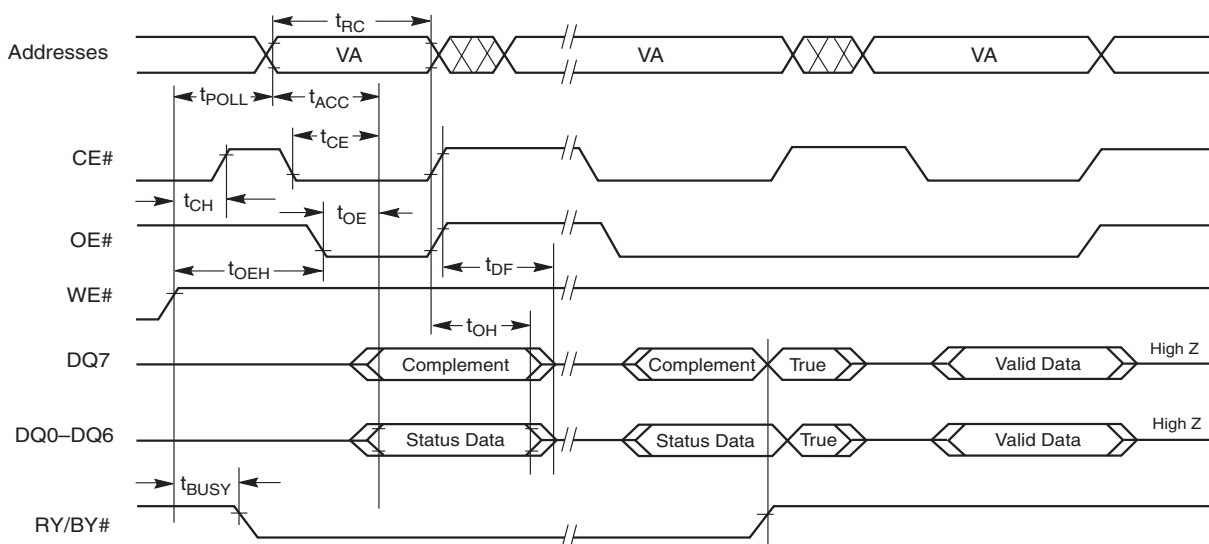 tRC
Addresses VA VA VA
tPOLL tACC
tCE
CE#
tCH
tOE
OE#
tOEH tDF
WE#
tOH
DQ7 Complement Complement True Valid Data High Z
DQ0–DQ6 Status Data Status Data True Valid Data High Z
tBUSY
RY/BY#